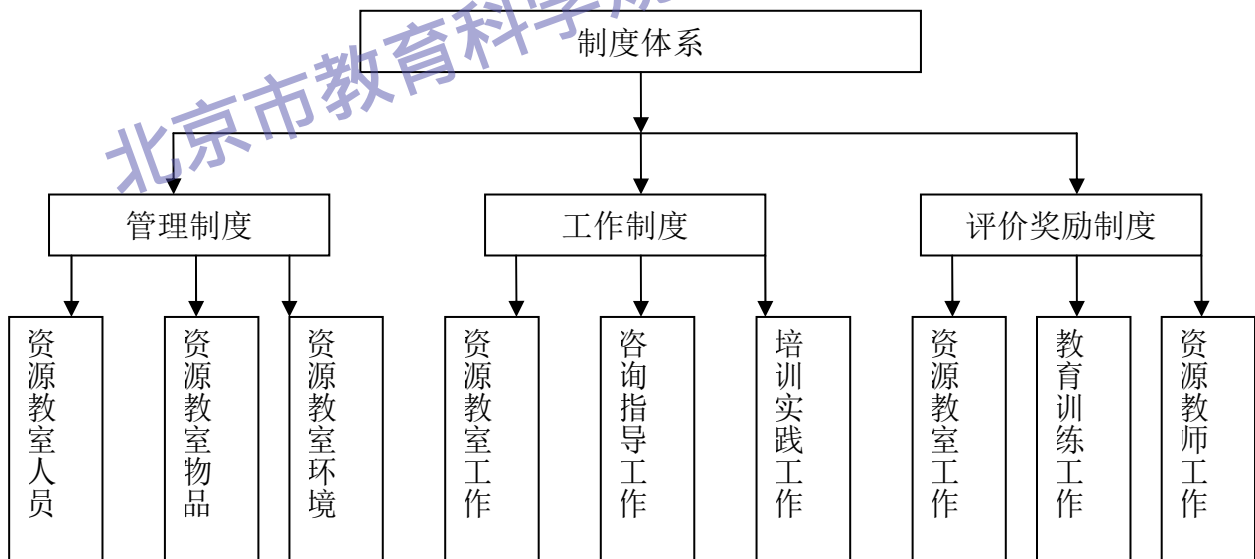 北京市教育科学
制度体系
管理制度
工作制度
评价奖励制度
资源教室人员
资源教室物品
资源教室环境
资源教室工作
咨询指导工作
培训实践工作
资源教室工作
教育训练工作
资源教师工作